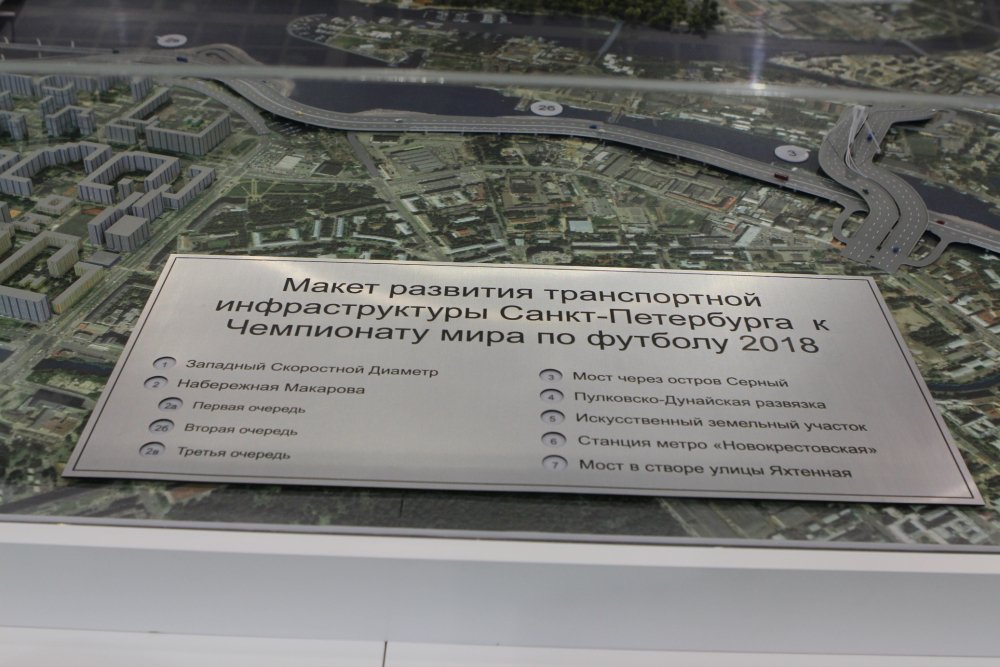 2б
3
Макет развития транспортной
инфраструктуры Санкт-Петербурга к
Чемпионату мира по футболу 2018
1 Западный Скоростной Диаметр
2 Набережная Макарова
2а Первая очередь
2б Вторая очередь
2в Третья очередь
3 Мост через остров Серный
4 Пулковско-Дунайская развязка
5 Искусственный земельный участок
6 Станция метро «Новокрестовская»
7 Мост в створе улицы Яхтенная